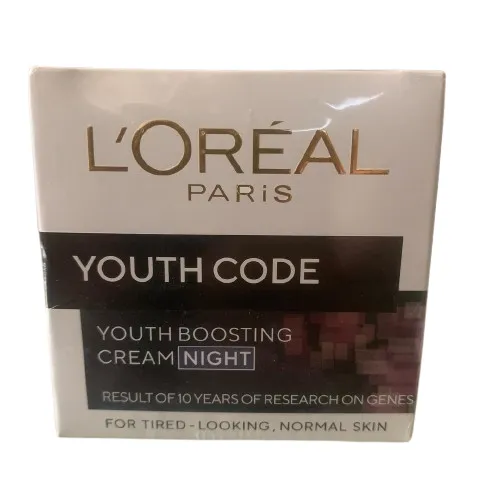 L'ORÉAL
PARiS
YOUTH CODE
YOUTH BOOSTING
CREAM NIGHT
RESULT OF 10 YEARS OF RESEARCH ON GENES
FOR TIRED-LOOKING, NORMAL SKIN